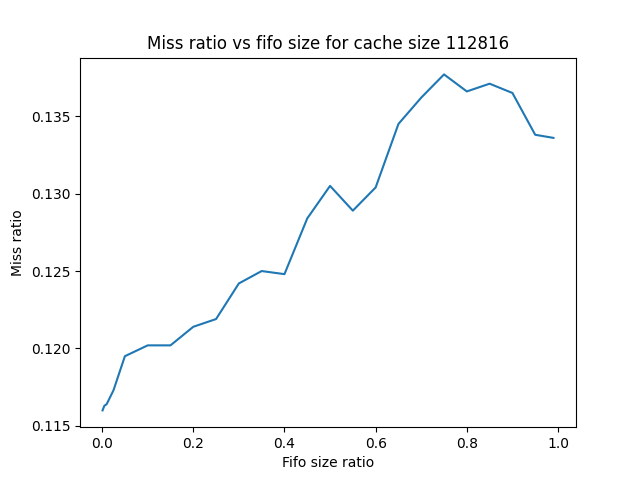 Miss ratio vs fifo size for cache size 112816
0.135
0.130
0.125
0.120
0.115
Miss ratio
0.0 0.2 0.4 0.6 0.8 1.0
Fifo size ratio